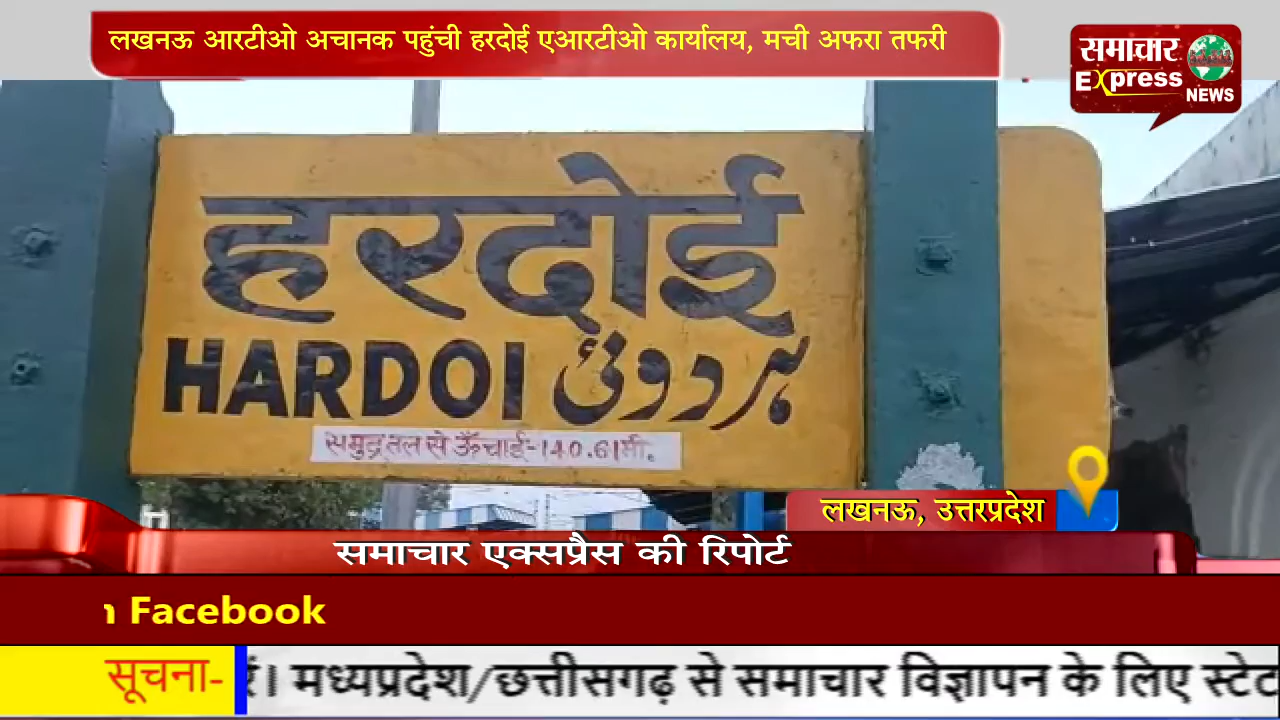 लखनऊ आरटीओ अचानक पहुंची हरदोई एआरटीओ कार्यालय, मची अफरा तफरी
समाचार
Express
NEWS
हरदोई
HARDOI ہردوئی
समुद्र तल से ऊँचाई-140.61मी.
लखनऊ, उत्तरप्रदेश
समाचार एक्सप्रैस की रिपोर्ट
Facebook
सूचना- मध्यप्रदेश/छत्तीसगढ़ से समाचार विज्ञापन के लिए स्टेट